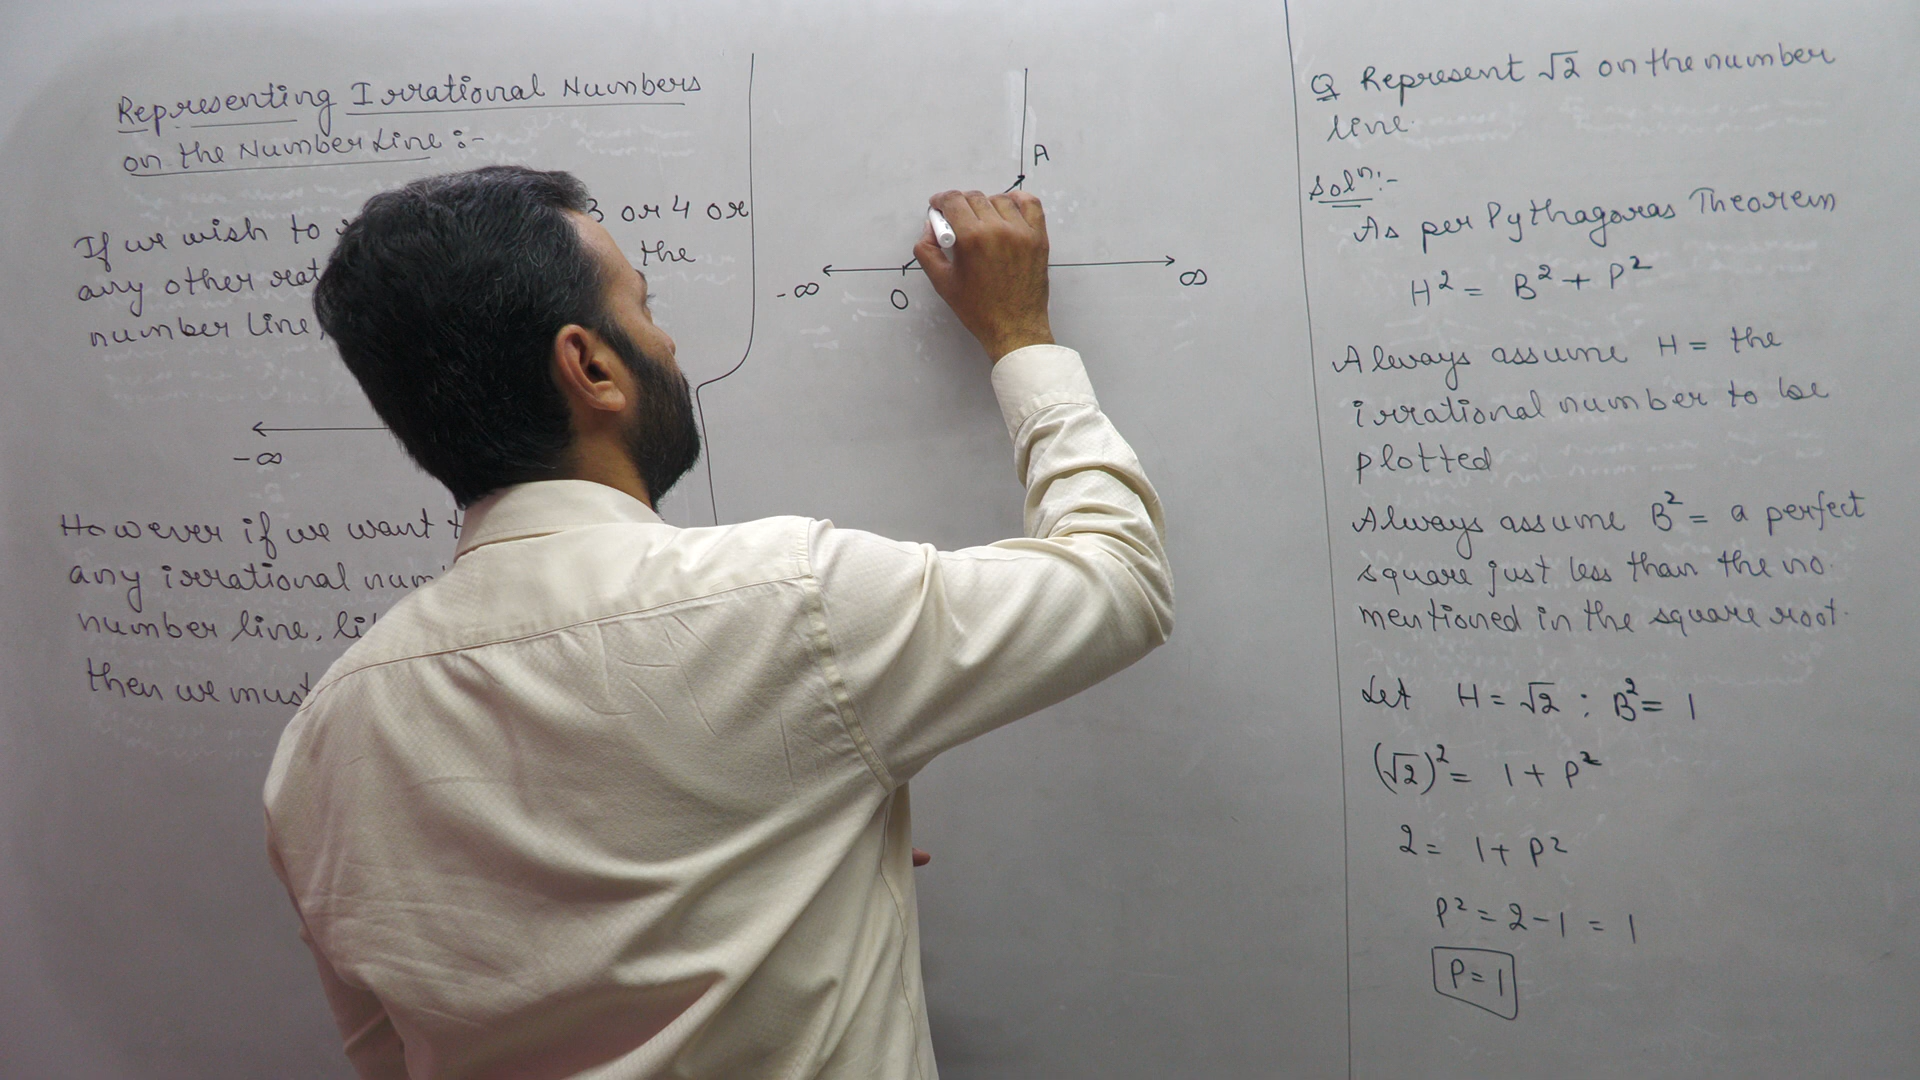 Representing Irrational Numbers
on the Number Line :-
If we wish to 3 or 4 or
any other the
number line,
-∞
However if we want
any irrational
number line,
then we must
A
-∞ O ∞
Q Represent √2 on the number
line.
Solⁿ:-
As per Pythagoras Theorem
H² = B² + P²
Always assume H = the
irrational number to be
plotted
Always assume B² = a perfect
square just less than the no.
mentioned in the square root.
Let H = √2 ; B² = 1
(√2)² = 1 + P²
2 = 1 + P²
P² = 2 - 1 = 1
P = 1